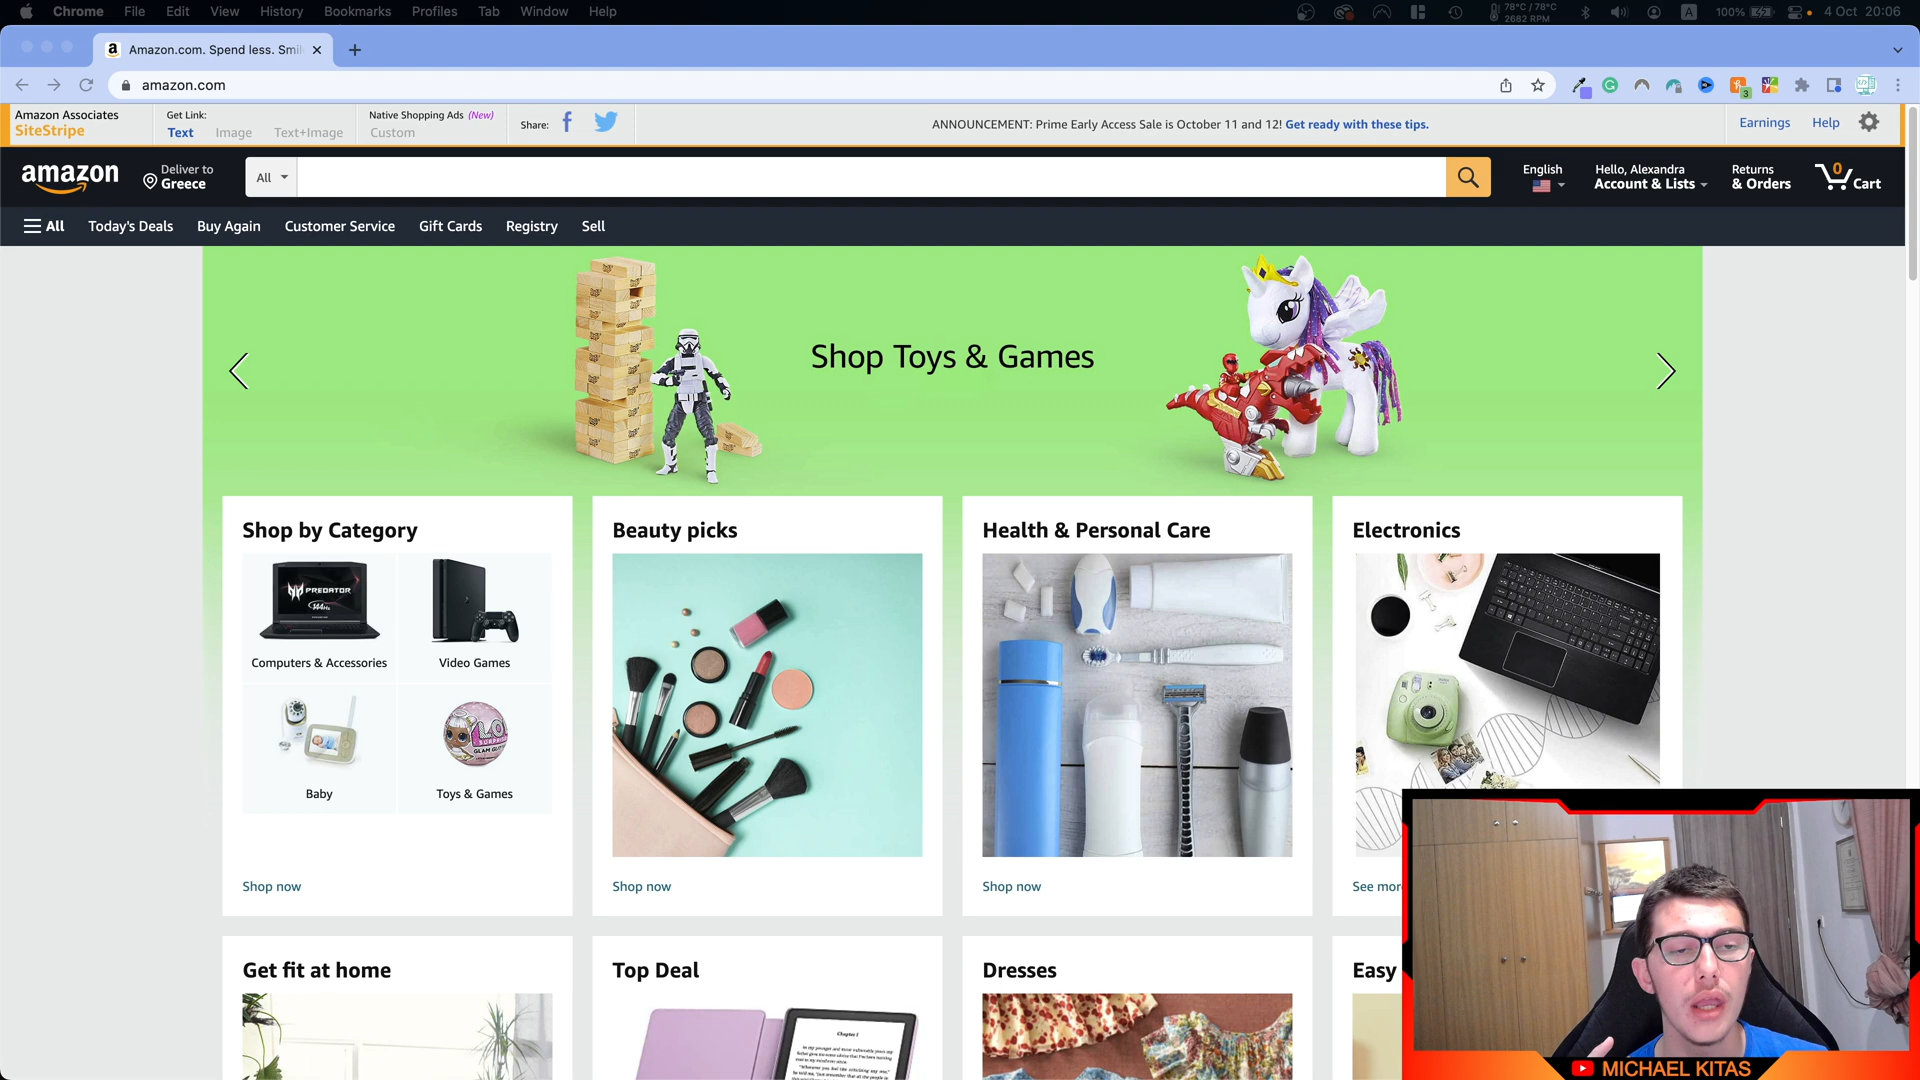 Chrome File Edit View History Bookmarks Profiles Tab Window Help
78°C / 78°C
2682 RPM
A
100%
4 Oct 20:06
a Amazon.com. Spend less. Smil
amazon.com
3
Amazon Associates
SiteStripe
Get Link:
Text Image Text+Image
Native Shopping Ads (New)
Custom
Share:
ANNOUNCEMENT: Prime Early Access Sale is October 11 and 12! Get ready with these tips.
Earnings Help
amazon
Deliver to
Greece
All
English
Hello, Alexandra
Account & Lists
Returns
& Orders
0
Cart
All Today's Deals Buy Again Customer Service Gift Cards Registry Sell
Shop Toys & Games
Shop by Category
PREDATOR
144Hz
Computers & Accessories
Video Games
L.O.
SURPRISE
Baby
Toys & Games
Shop now
Beauty picks
Shop now
Health & Personal Care
Shop now
Electronics
See mor
Get fit at home
Top Deal
Chapter 1
Dresses
Easy
MICHAEL KITAS